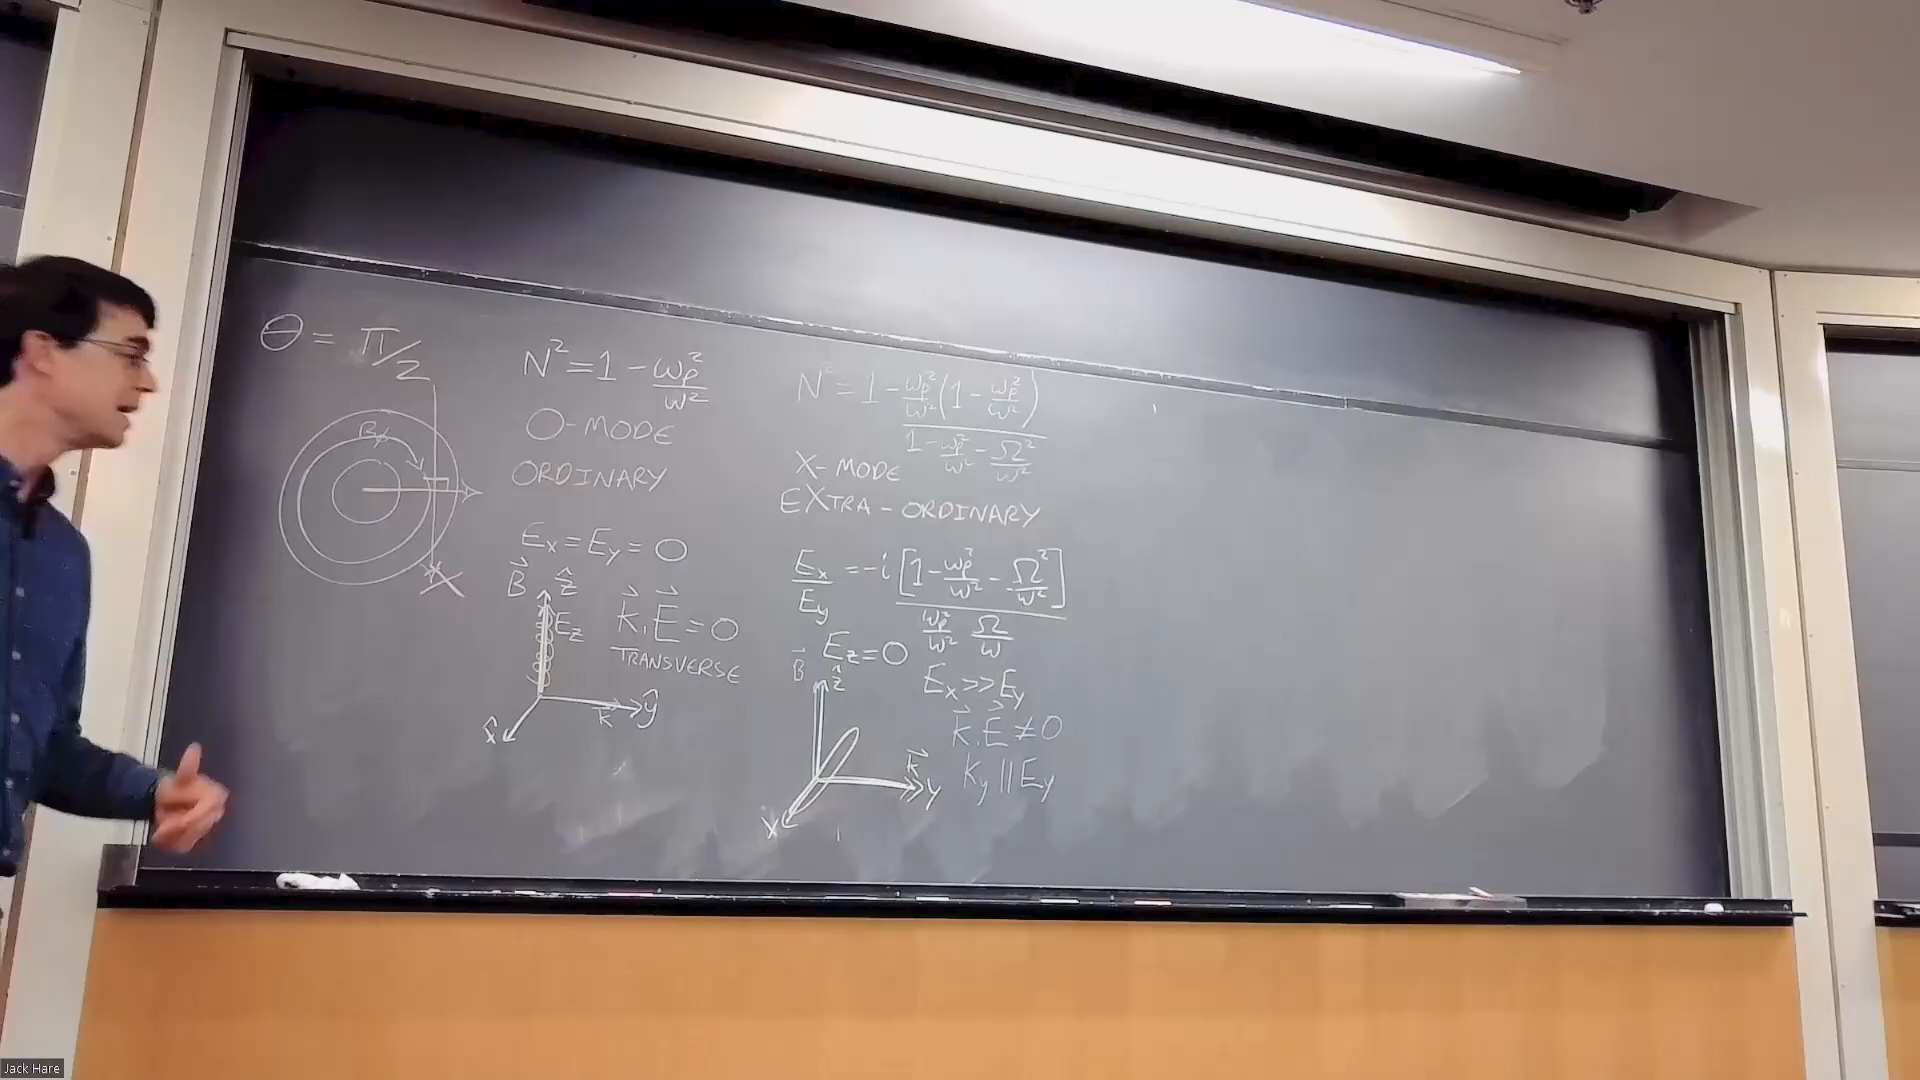 θ = π/2
Bφ
N² = 1 - ωp²/ω²
O-MODE
ORDINARY
Ex = Ey = 0
B⃗ ẑ
Ez
k⃗.E⃗ = 0
TRANSVERSE
x̂
k⃗
ŷ
N² = 1 - ωp²/ω² (1 - ωp²/ω²) / (1 - ωp²/ω² - Ω²/ω²)
X-MODE
EXTRA-ORDINARY
Ex/Ey = -i [1 - ωp²/ω² - Ω²/ω²] / (ωp²/ω² Ω/ω)
Ez = 0
B⃗ ẑ
Ex >> Ey
k⃗.E⃗ ≠ 0
ky || Ey
k⃗
y
x
Jack Hare